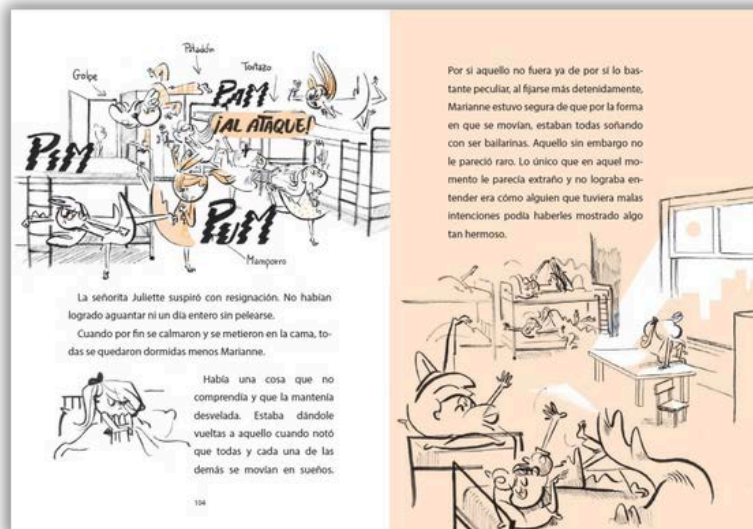 Golpe
Patadón
Tortazo
PAM
¡AL ATAQUE!
PIM
PUM
Mamporro
La señorita Juliette suspiró con resignación. No habían
logrado aguantar ni un día entero sin pelearse.
Cuando por fin se calmaron y se metieron en la cama, to-
das se quedaron dormidas menos Marianne.
Había una cosa que no
comprendía y que la mantenía
desvelada. Estaba dándole
vueltas a aquello cuando notó
que todas y cada una de las
demás se movían en sueños.
104
Por si aquello no fuera ya de por si lo bas-
tante peculiar, al fijarse más detenidamente,
Marianne estuvo segura de que por la forma
en que se movían, estaban todas soñando
con ser bailarinas. Aquello sin embargo no
le pareció raro. Lo único que en aquel mo-
mento le parecía extraño y no lograba en-
tender era cómo alguien que tuviera malas
intenciones podía haberles mostrado algo
tan hermoso.